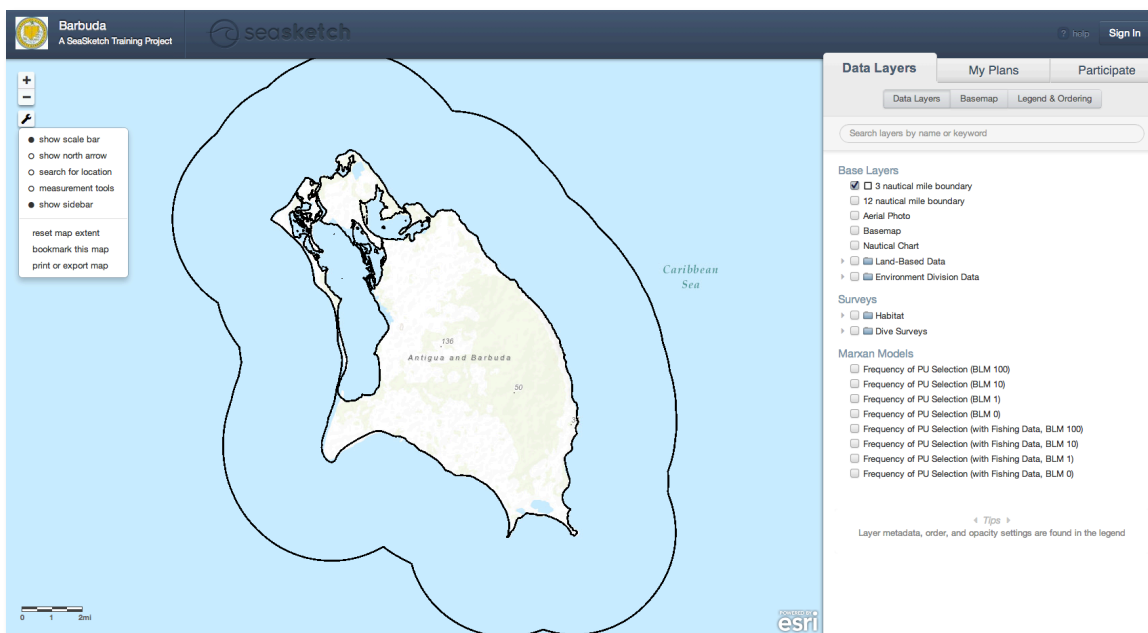 Barbuda
A SeaSketch Training Project
seasketch
? help
Sign In
+
−
show scale bar
show north arrow
search for location
measurement tools
show sidebar
reset map extent
bookmark this map
print or export map
Caribbean
Sea
136
Antigua and Barbuda
50
0 1 2mi
POWERED BY
esri
Data Layers My Plans Participate
Data Layers Basemap Legend & Ordering
Search layers by name or keyword
Base Layers
3 nautical mile boundary
12 nautical mile boundary
Aerial Photo
Basemap
Nautical Chart
Land-Based Data
Environment Division Data
Surveys
Habitat
Dive Surveys
Marxan Models
Frequency of PU Selection (BLM 100)
Frequency of PU Selection (BLM 10)
Frequency of PU Selection (BLM 1)
Frequency of PU Selection (BLM 0)
Frequency of PU Selection (with Fishing Data, BLM 100)
Frequency of PU Selection (with Fishing Data, BLM 10)
Frequency of PU Selection (with Fishing Data, BLM 1)
Frequency of PU Selection (with Fishing Data, BLM 0)
Tips
Layer metadata, order, and opacity settings are found in the legend